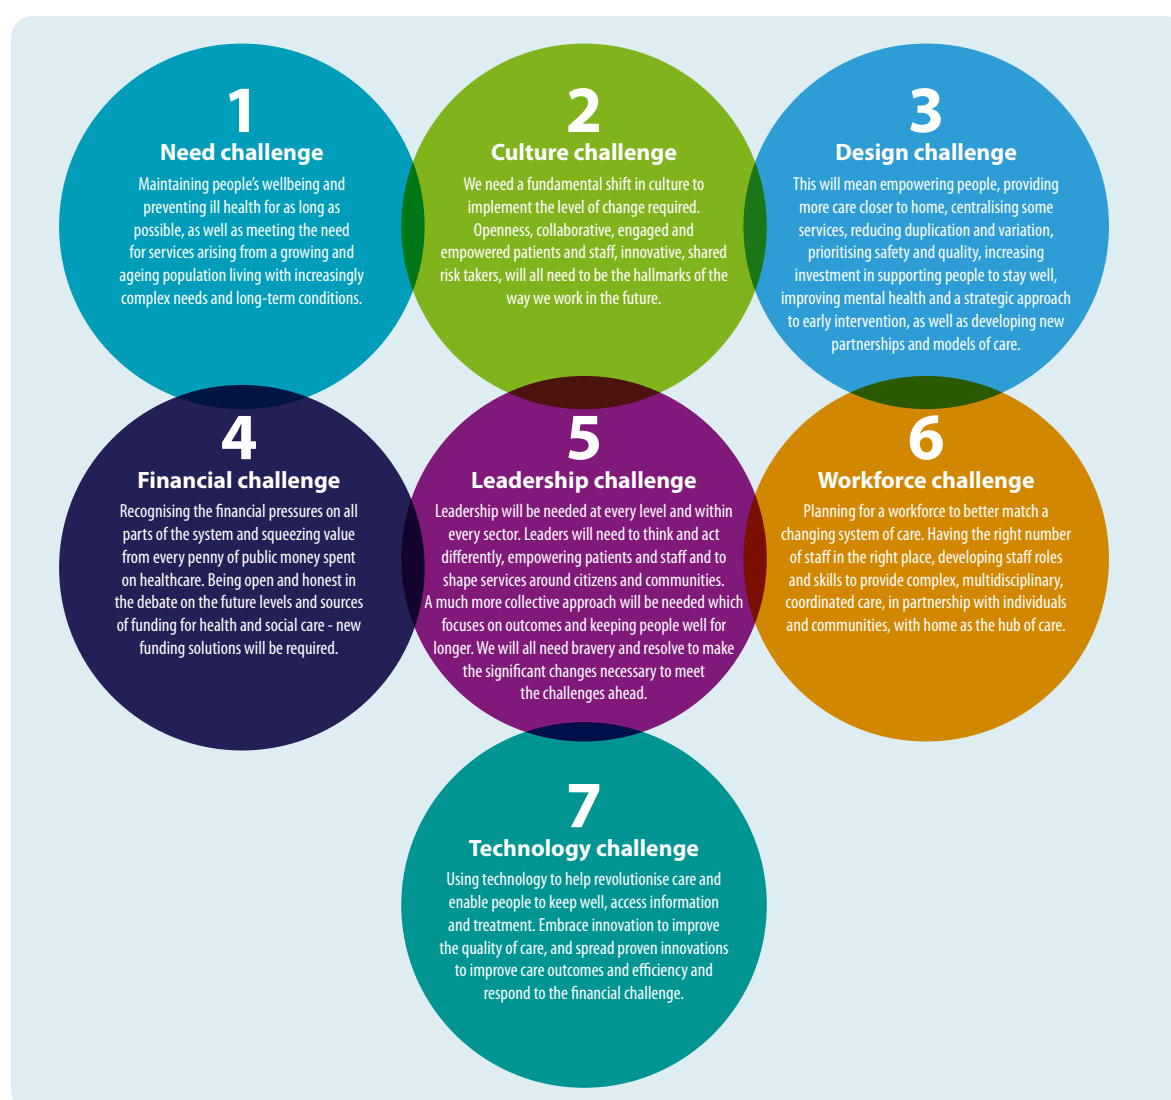 1
Need challenge
Maintaining people's wellbeing and
preventing ill health for as long as
possible, as well as meeting the need
for services arising from a growing and
ageing population living with increasingly
complex needs and long-term conditions.
2
Culture challenge
We need a fundamental shift in culture to
implement the level of change required.
Openness, collaborative, engaged and
empowered patients and staff, innovative, shared
risk takers, will all need to be the hallmarks of the
way we work in the future.
3
Design challenge
This will mean empowering people, providing
more care closer to home, centralising some
services, reducing duplication and variation,
prioritising safety and quality, increasing
investment in supporting people to stay well,
improving mental health and a strategic approach
to early intervention, as well as developing new
partnerships and models of care.
4
Financial challenge
Recognising the financial pressures on all
parts of the system and squeezing value
from every penny of public money spent
on healthcare. Being open and honest in
the debate on the future levels and sources
of funding for health and social care - new
funding solutions will be required.
5
Leadership challenge
Leadership will be needed at every level and within
every sector. Leaders will need to think and act
differently, empowering patients and staff and to
shape services around citizens and communities.
A much more collective approach will be needed which
focuses on outcomes and keeping people well for
longer. We will all need bravery and resolve to make
the significant changes necessary to meet
the challenges ahead.
6
Workforce challenge
Planning for a workforce to better match a
changing system of care. Having the right number
of staff in the right place, developing staff roles
and skills to provide complex, multidisciplinary,
coordinated care, in partnership with individuals
and communities, with home as the hub of care.
7
Technology challenge
Using technology to help revolutionise care and
enable people to keep well, access information
and treatment. Embrace innovation to improve
the quality of care, and spread proven innovations
to improve care outcomes and efficiency and
respond to the financial challenge.